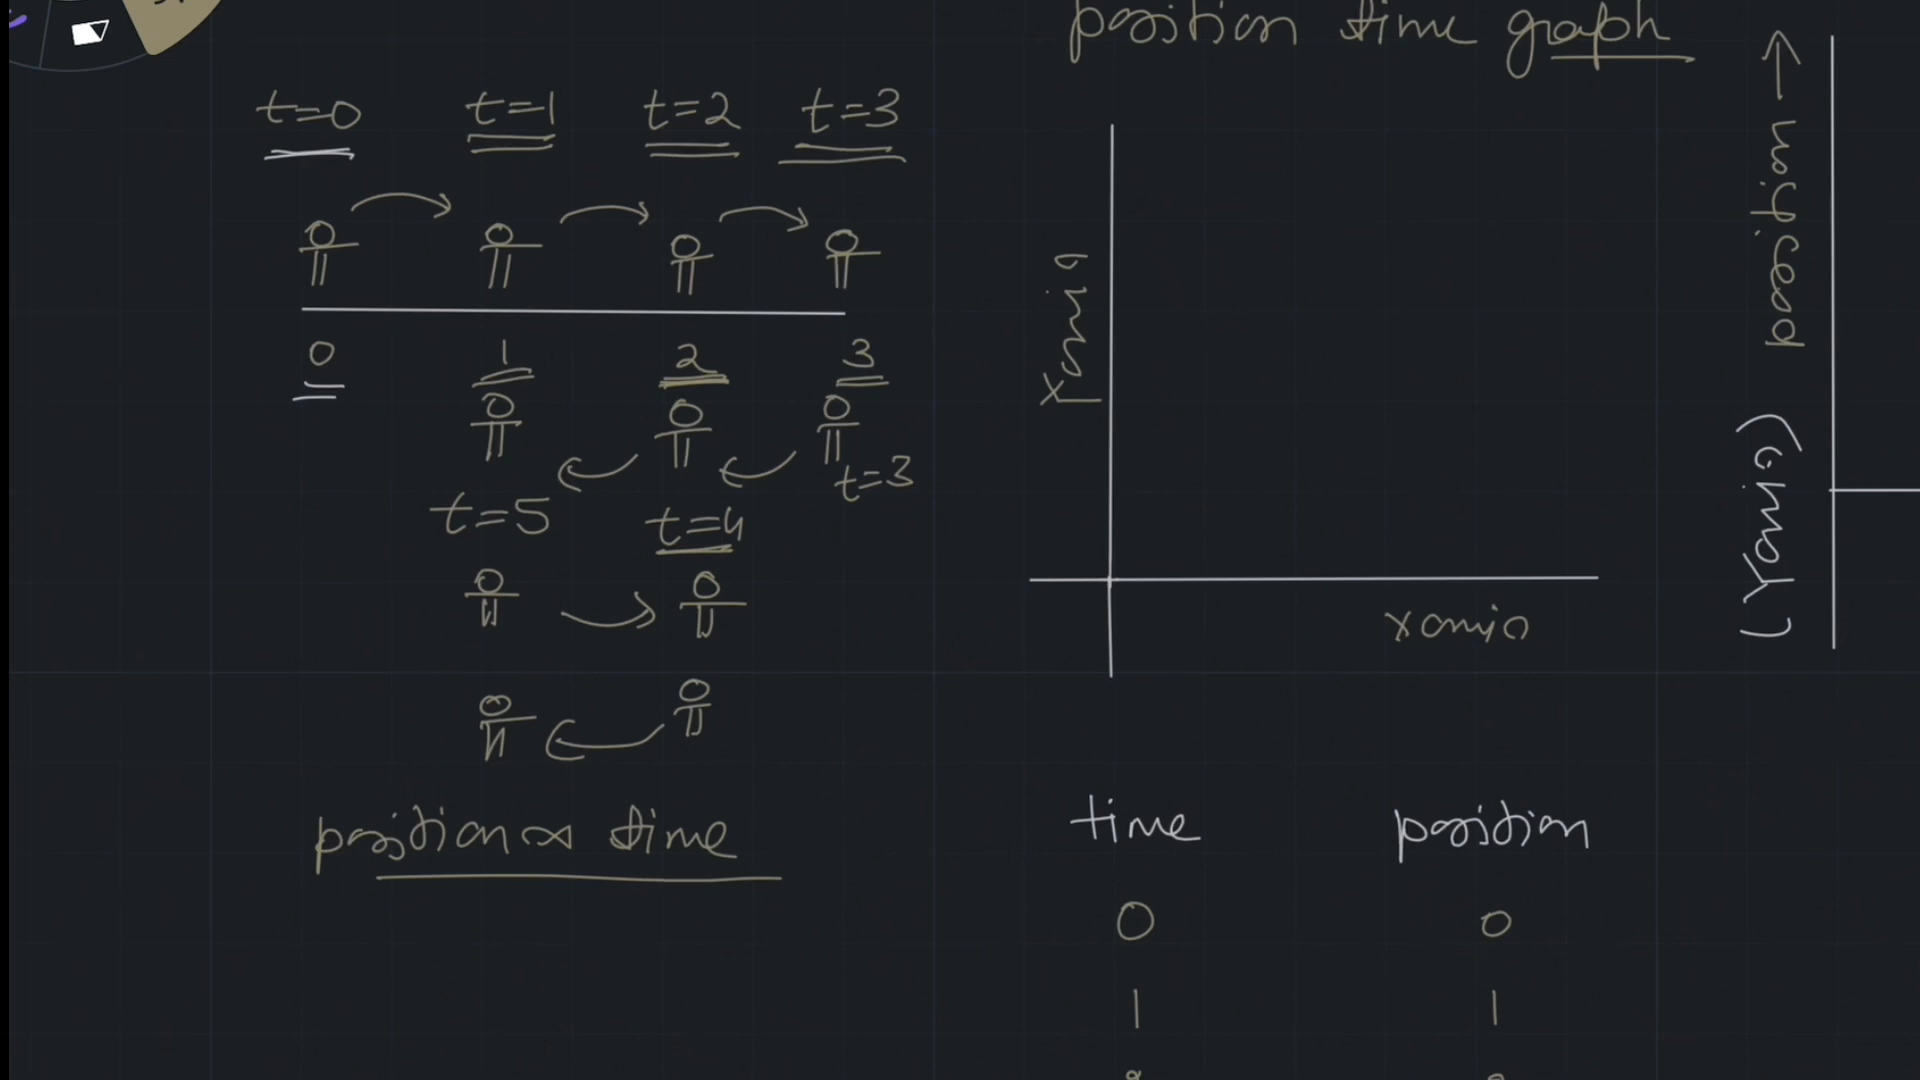 position time graph
t=0 t=1 t=2 t=3
0 1 2 3
t=3
t=5 t=4
position ∝ time
x axis
position →
(Y axis)
time position
0 0
1 1